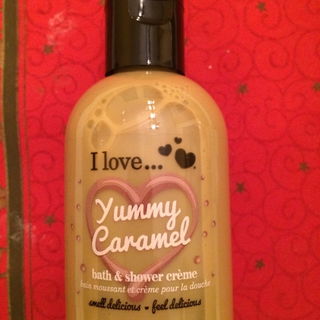 I love...
Yummy
Caramel
bath & shower crème
bain moussant et crème pour la douche
smell delicious - feel delicious